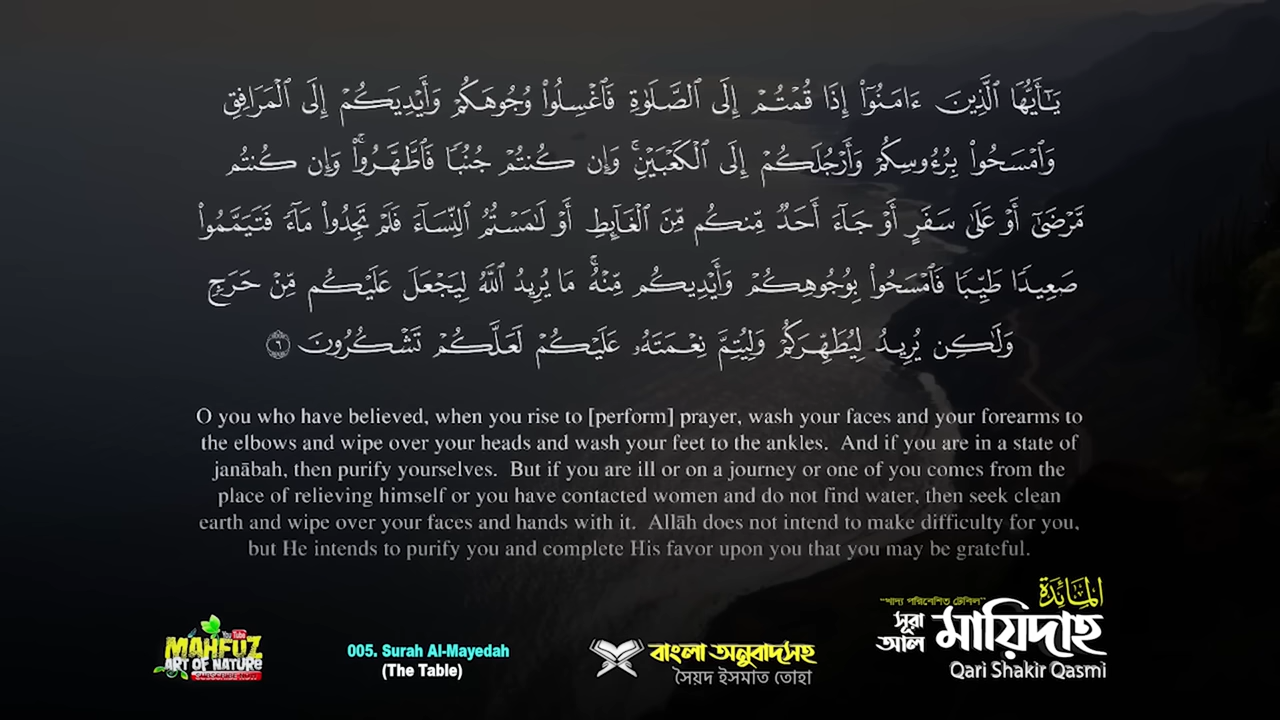 يَـٰٓأَيُّهَا ٱلَّذِينَ ءَامَنُوٓا۟ إِذَا قُمْتُمْ إِلَى ٱلصَّلَوٰةِ فَٱغْسِلُوا۟ وُجُوهَكُمْ وَأَيْدِيَكُمْ إِلَى ٱلْمَرَافِقِ
وَٱمْسَحُوا۟ بِرُءُوسِكُمْ وَأَرْجُلَكُمْ إِلَى ٱلْكَعْبَيْنِ ۚ وَإِن كُنتُمْ جُنُبًا فَٱطَّهَّرُوا۟ ۚ وَإِن كُنتُم
مَّرْضَىٰٓ أَوْ عَلَىٰ سَفَرٍ أَوْ جَآءَ أَحَدٌ مِّنكُم مِّنَ ٱلْغَآئِطِ أَوْ لَـٰمَسْتُمُ ٱلنِّسَآءَ فَلَمْ تَجِدُوا۟ مَآءً فَتَيَمَّمُوا۟
صَعِيدًا طَيِّبًا فَٱمْسَحُوا۟ بِوُجُوهِكُمْ وَأَيْدِيكُم مِّنْهُ ۚ مَا يُرِيدُ ٱللَّهُ لِيَجْعَلَ عَلَيْكُم مِّنْ حَرَجٍ
وَلَـٰكِن يُرِيدُ لِيُطَهِّرَكُمْ وَلِيُتِمَّ نِعْمَتَهُۥ عَلَيْكُمْ لَعَلَّكُمْ تَشْكُرُونَ ٦
O you who have believed, when you rise to [perform] prayer, wash your faces and your forearms to
the elbows and wipe over your heads and wash your feet to the ankles. And if you are in a state of
janābah, then purify yourselves. But if you are ill or on a journey or one of you comes from the
place of relieving himself or you have contacted women and do not find water, then seek clean
earth and wipe over your faces and hands with it. Allāh does not intend to make difficulty for you,
but He intends to purify you and complete His favor upon you that you may be grateful.
المائدة
"খাদ্য পরিবেশিত টেবিল"
সূরা আল মায়িদাহ
Qari Shakir Qasmi
You Tube
MAHFUZ
ART OF NATURE
005. Surah Al-Mayedah
(The Table)
বাংলা অনুবাদসহ
সৈয়দ ইসমাত তোহা